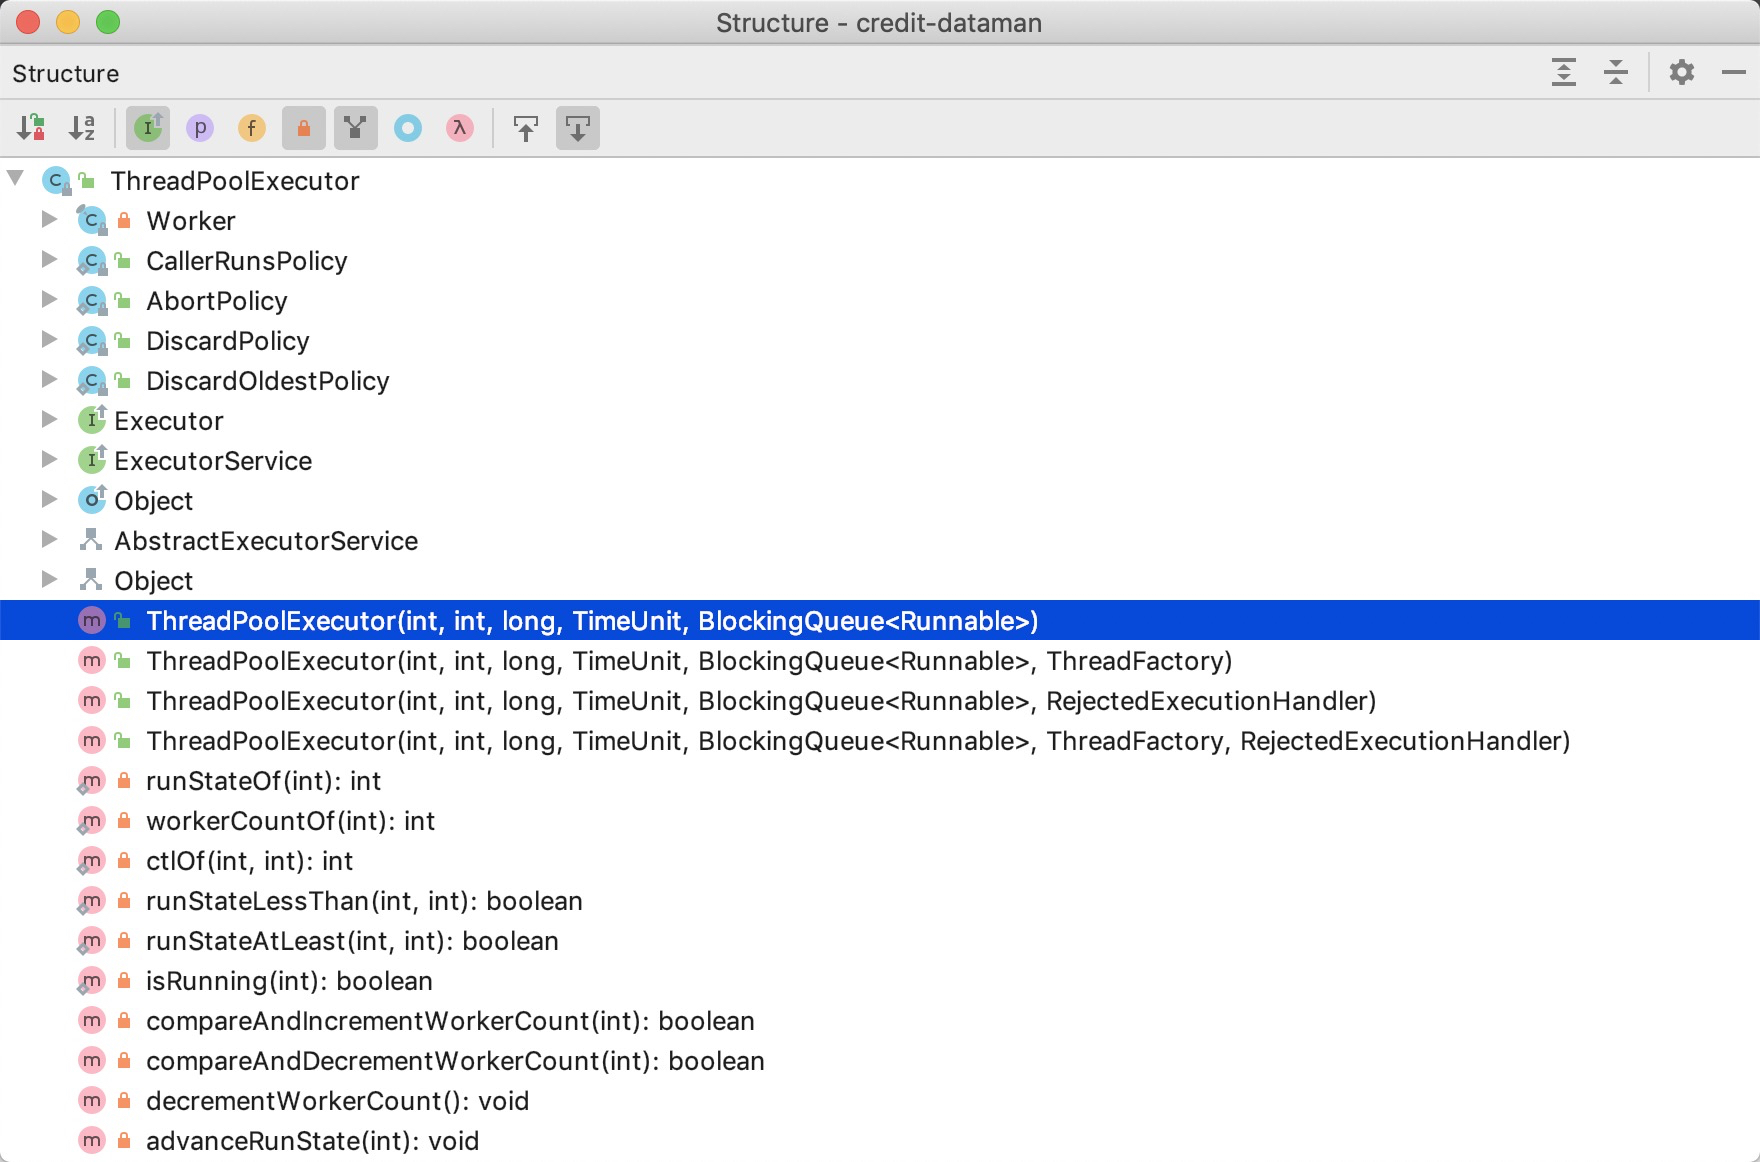 Structure - credit-dataman
Structure
ThreadPoolExecutor
Worker
CallerRunsPolicy
AbortPolicy
DiscardPolicy
DiscardOldestPolicy
Executor
ExecutorService
Object
AbstractExecutorService
Object
ThreadPoolExecutor(int, int, long, TimeUnit, BlockingQueue<Runnable>)
ThreadPoolExecutor(int, int, long, TimeUnit, BlockingQueue<Runnable>, ThreadFactory)
ThreadPoolExecutor(int, int, long, TimeUnit, BlockingQueue<Runnable>, RejectedExecutionHandler)
ThreadPoolExecutor(int, int, long, TimeUnit, BlockingQueue<Runnable>, ThreadFactory, RejectedExecutionHandler)
runStateOf(int): int
workerCountOf(int): int
ctlOf(int, int): int
runStateLessThan(int, int): boolean
runStateAtLeast(int, int): boolean
isRunning(int): boolean
compareAndIncrementWorkerCount(int): boolean
compareAndDecrementWorkerCount(int): boolean
decrementWorkerCount(): void
advanceRunState(int): void